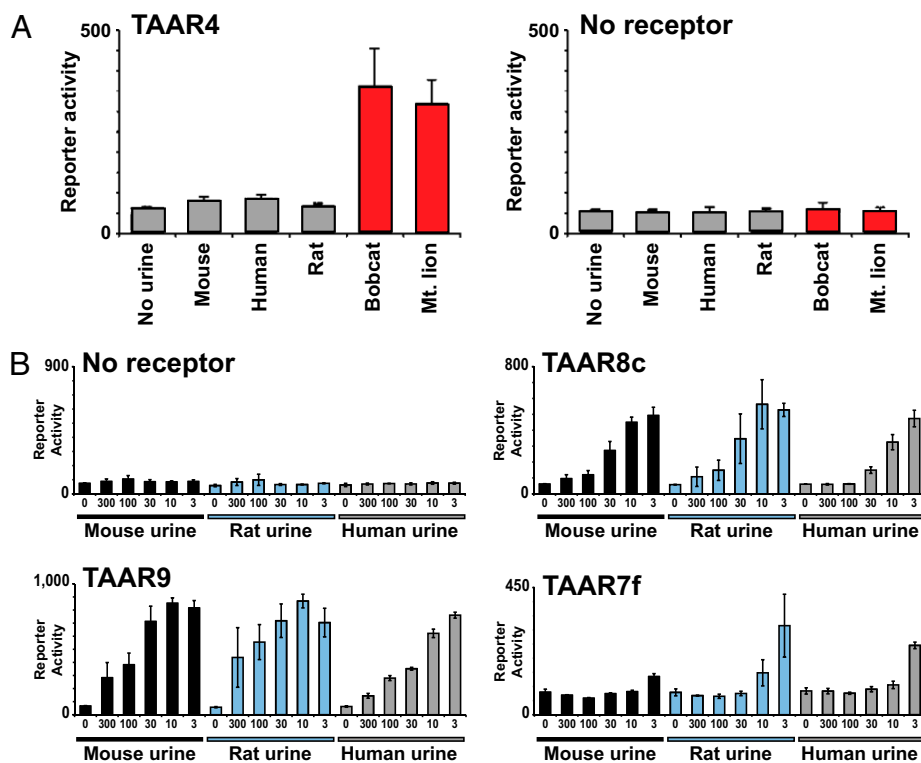 A
TAAR4
No receptor
500
0
Reporter activity
No urine
Mouse
Human
Rat
Bobcat
Mt. lion
500
0
Reporter activity
No urine
Mouse
Human
Rat
Bobcat
Mt. lion
B
No receptor
900
0
Reporter
Activity
0 300 100 30 10 3 0 300 100 30 10 3 0 300 100 30 10 3
Mouse urine Rat urine Human urine
TAAR8c
800
0
Reporter
Activity
0 300 100 30 10 3 0 300 100 30 10 3 0 300 100 30 10 3
Mouse urine Rat urine Human urine
TAAR9
1,000
0
Reporter
Activity
0 300 100 30 10 3 0 300 100 30 10 3 0 300 100 30 10 3
Mouse urine Rat urine Human urine
TAAR7f
450
0
Reporter
Activity
0 300 100 30 10 3 0 300 100 30 10 3 0 300 100 30 10 3
Mouse urine Rat urine Human urine